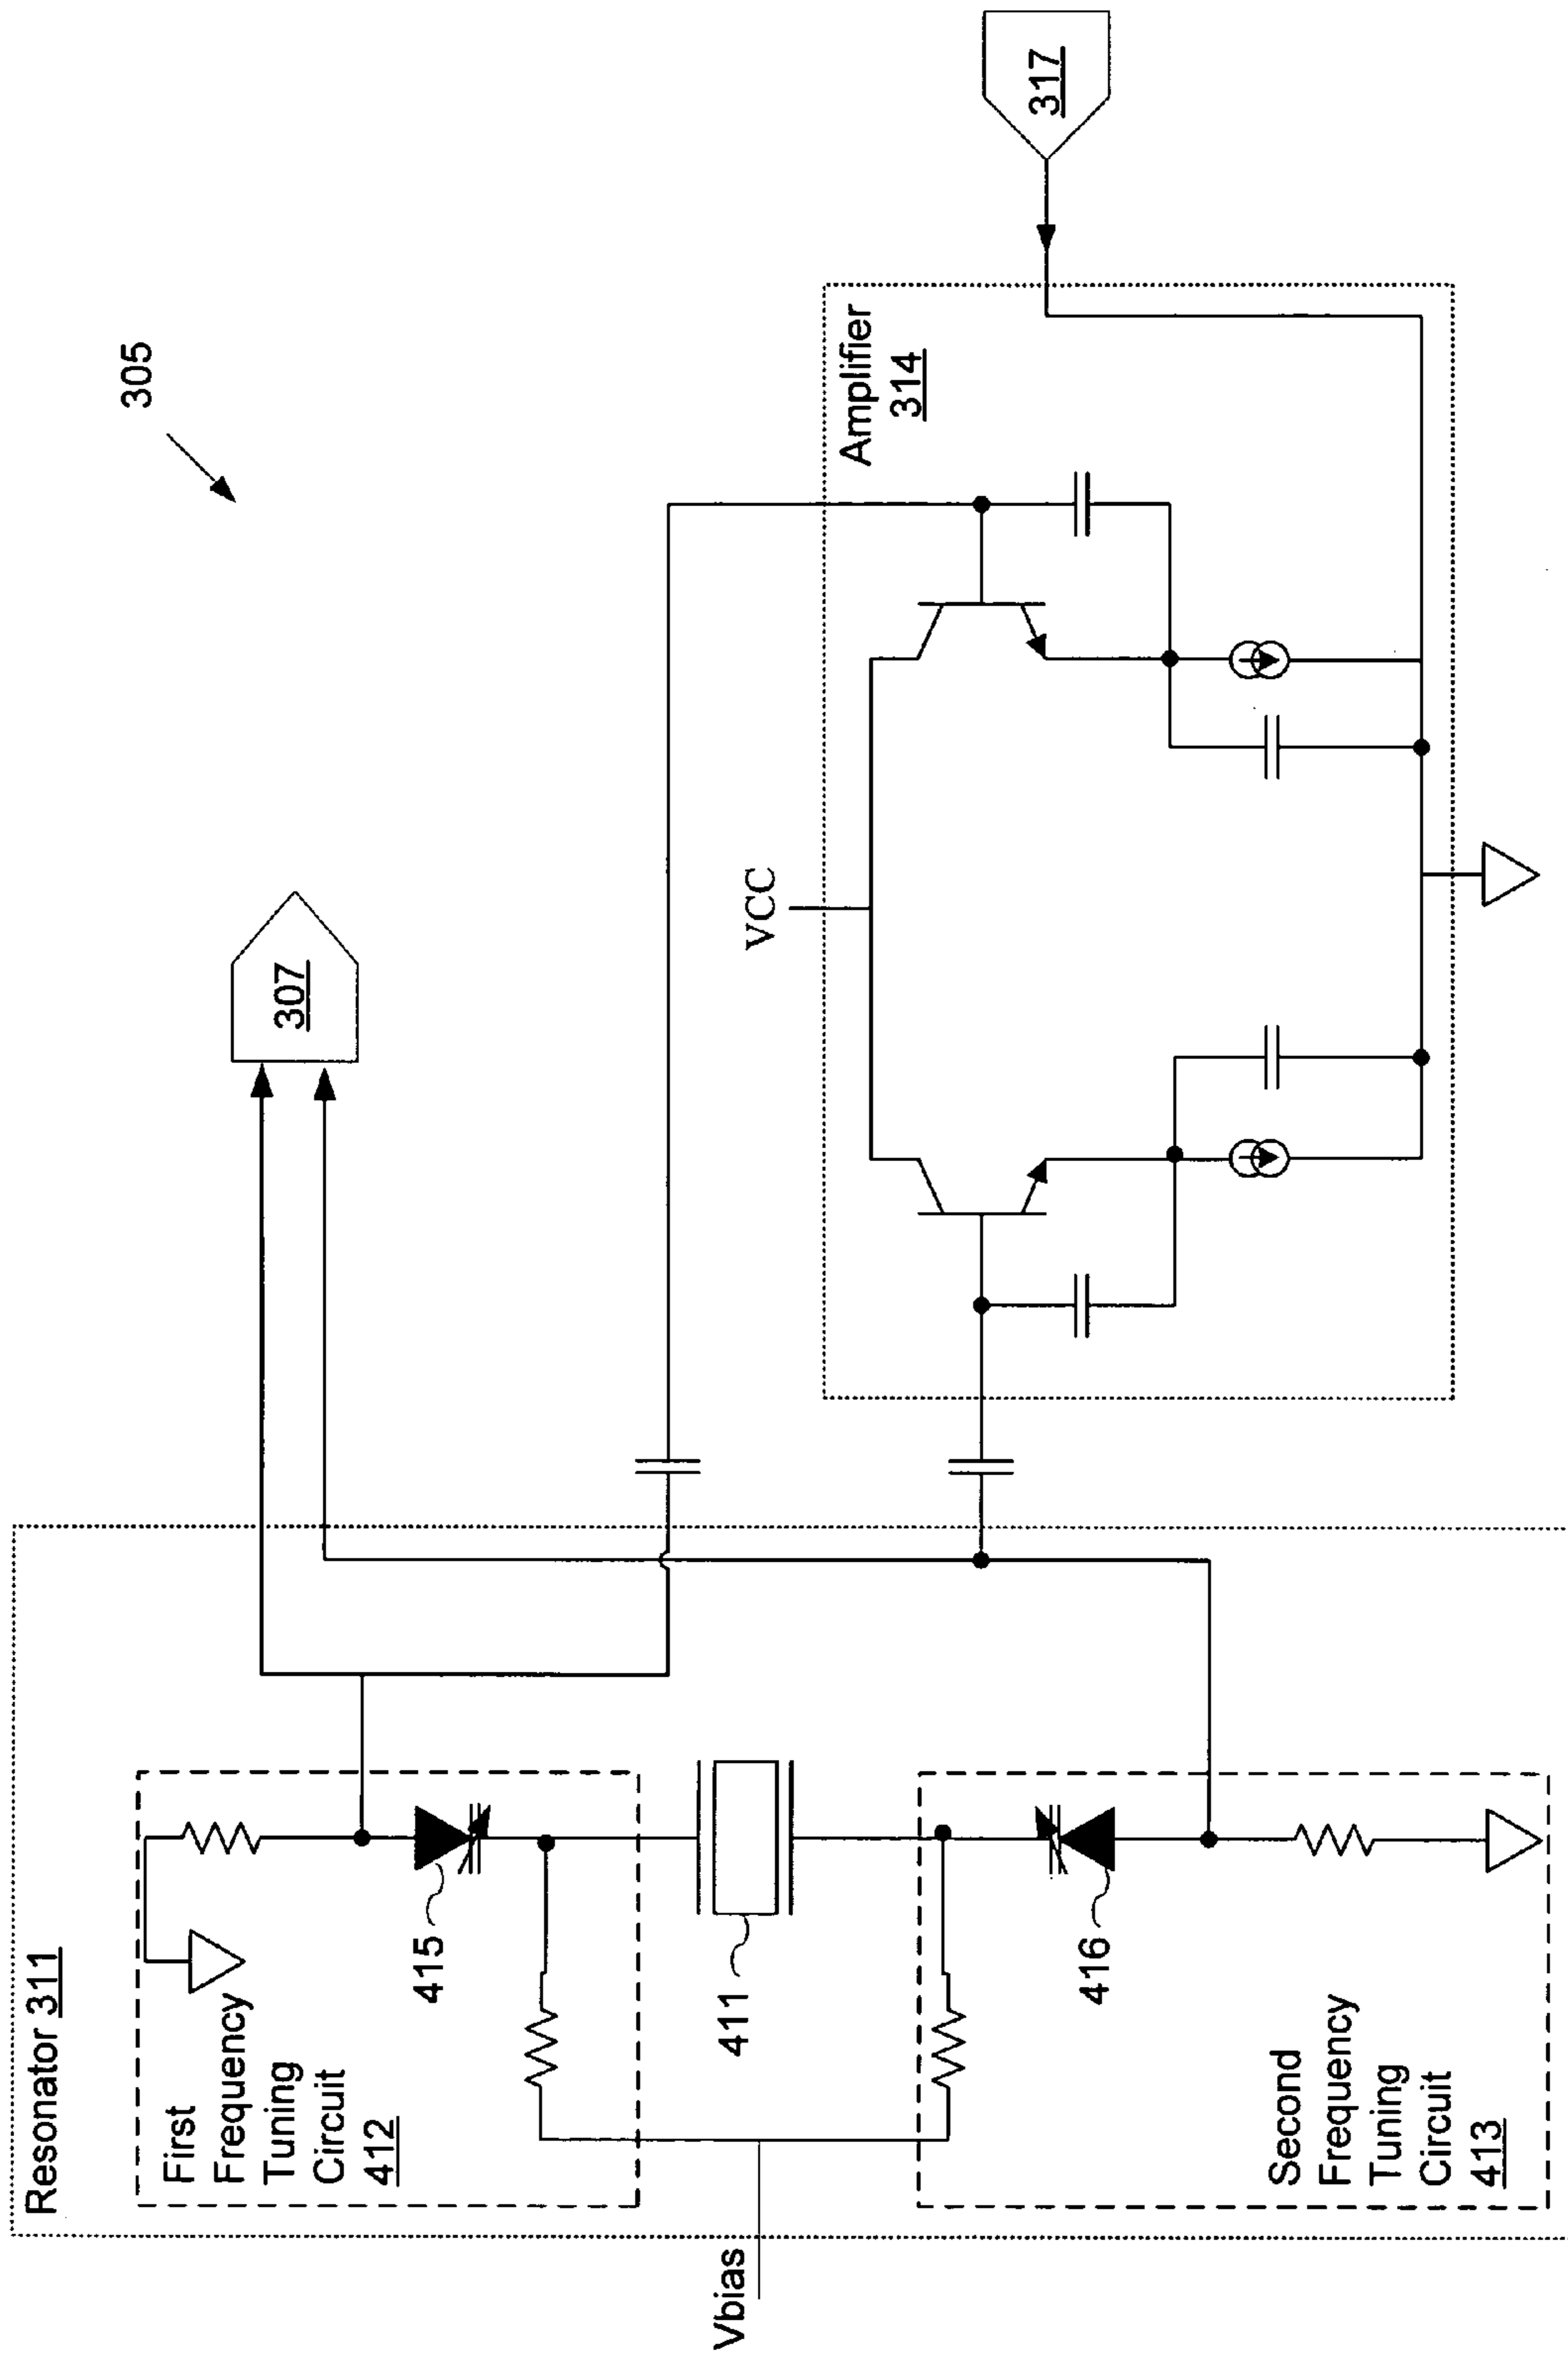 305
Resonator 311
First
Frequency
Tuning
Circuit
412
415
307
411
Vbias
VCC
Amplifier
314
317
416
Second
Frequency
Tuning
Circuit
413